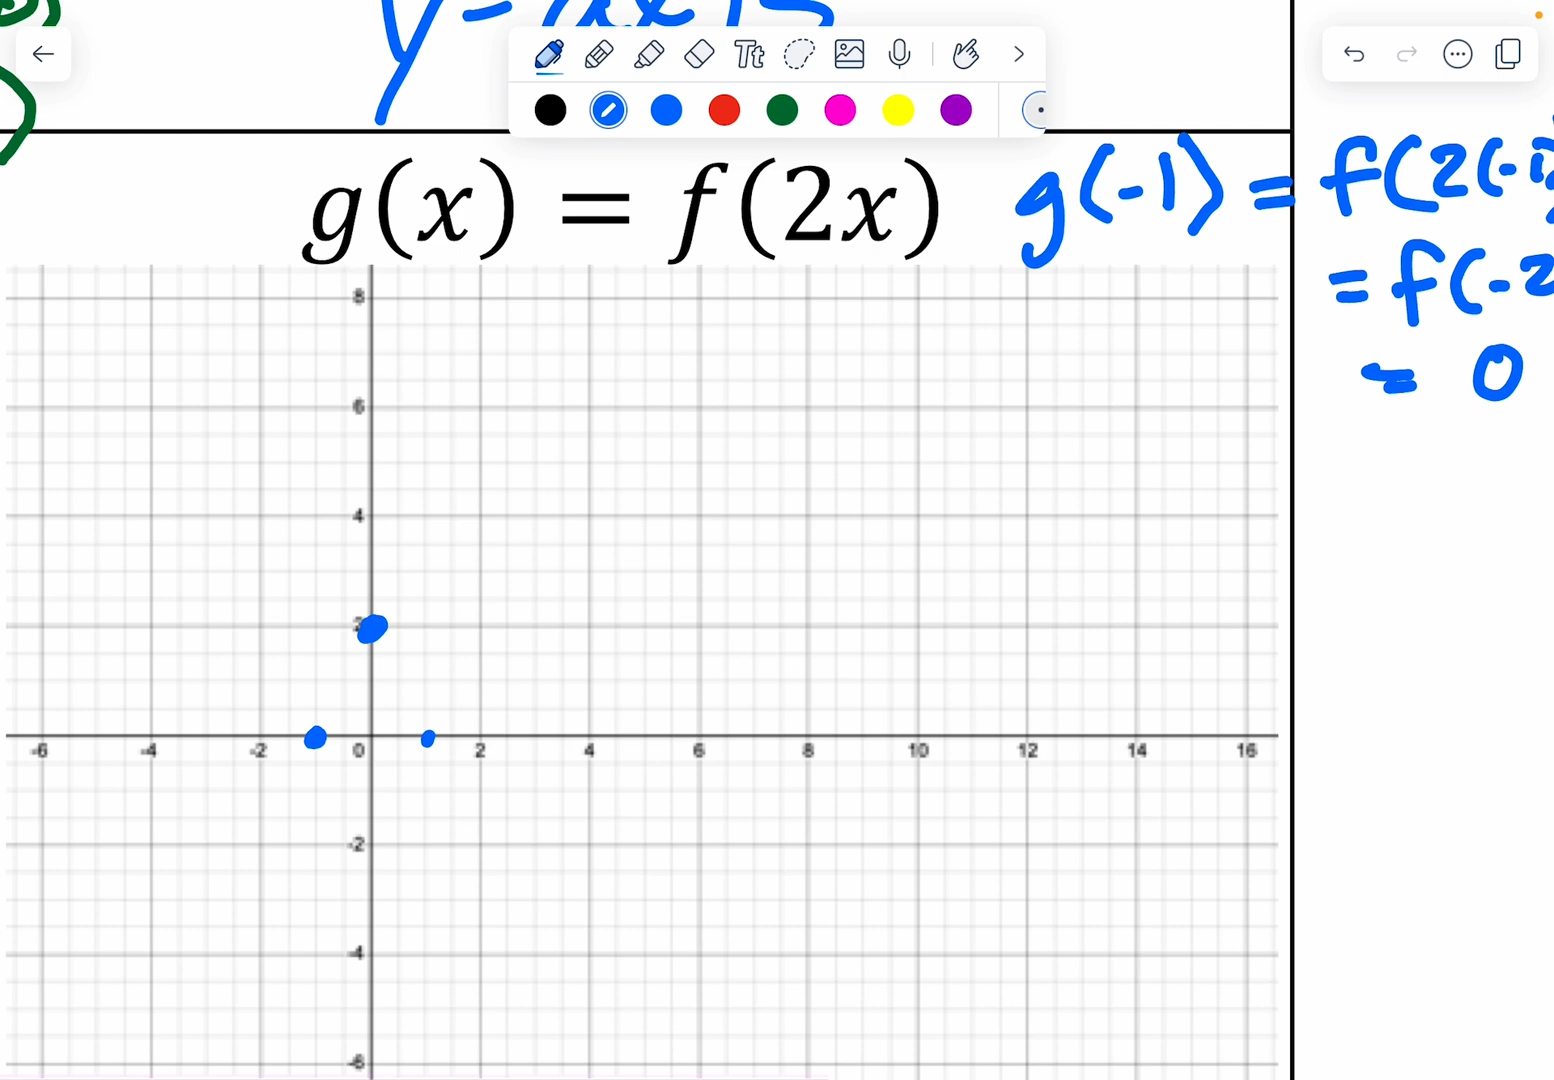 Tt
g(x) = f(2x) g(-1) = f(2(-1)
= f(-2
= 0
8
6
4
2
-6 -4 -2 0 2 4 6 8 10 12 14 16
-2
-4
-6